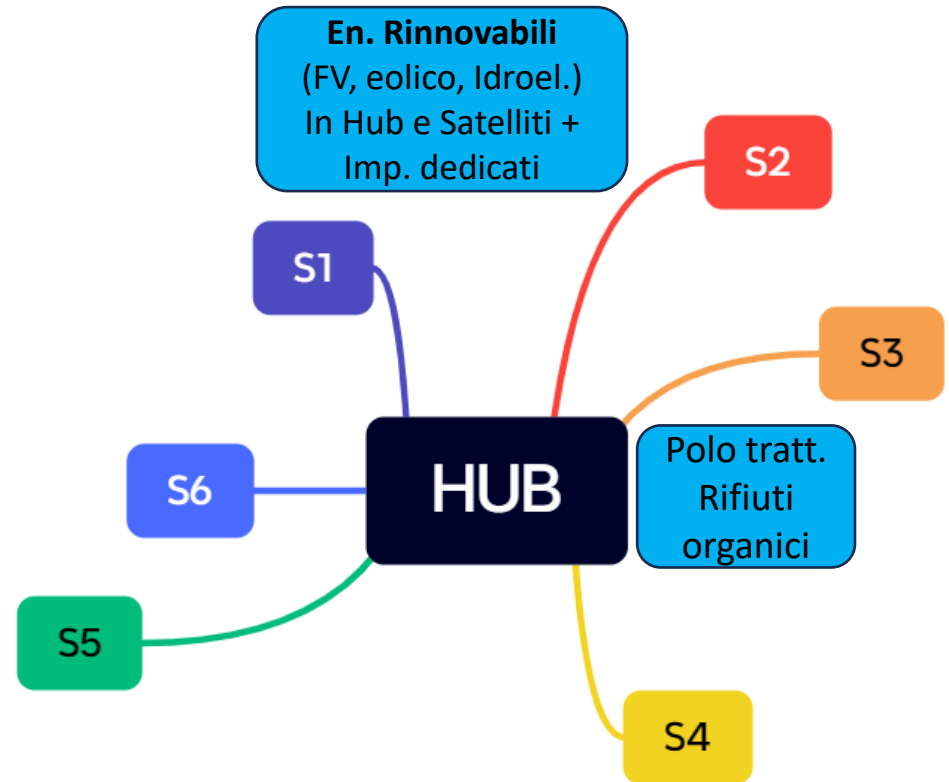 En. Rinnovabili
(FV, eolico, Idroel.)
In Hub e Satelliti +
Imp. dedicati
S2
S1
S3
HUB
Polo tratt.
Rifiuti
organici
S6
S5
S4